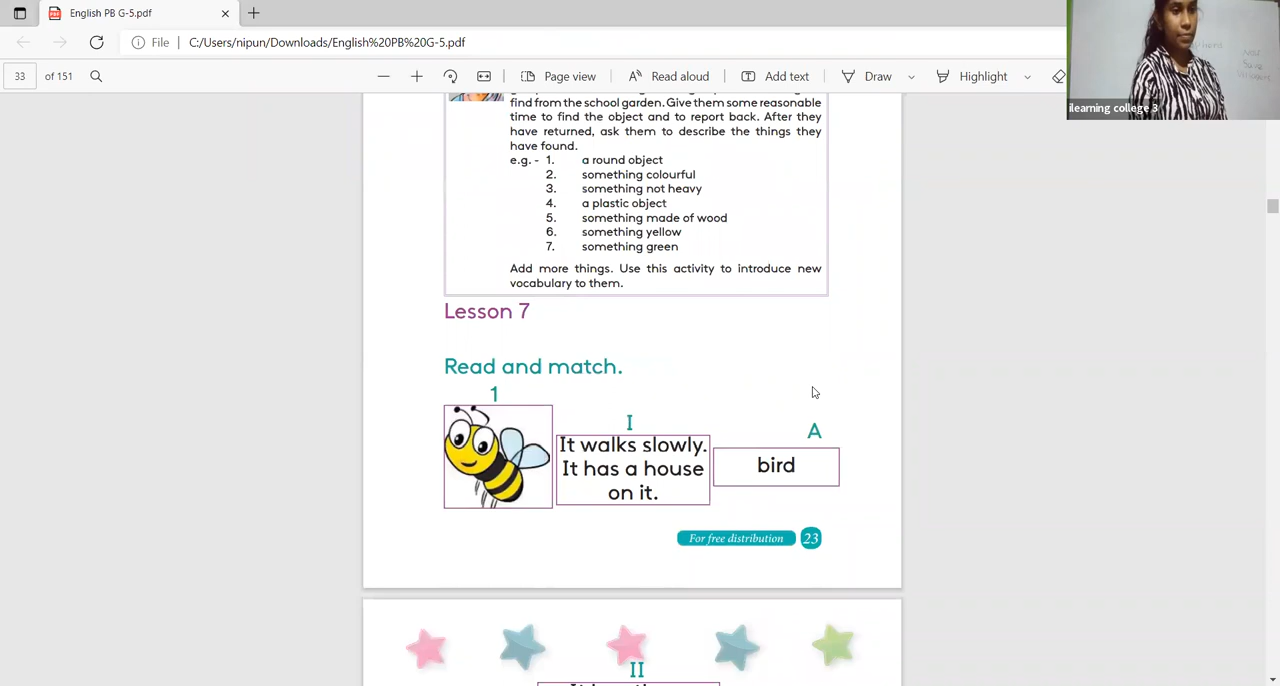 English PB G-5.pdf
File
C:/Users/nipun/Downloads/English%20PB%20G-5.pdf
33 of 151
Page view
Read aloud
Add text
Draw
Highlight
ilearning college 3
find from the school garden. Give them some reasonable
time to find the object and to report back. After they
have returned, ask them to describe the things they
have found.
e.g. - 1. a round object
2. something colourful
3. something not heavy
4. a plastic object
5. something made of wood
6. something yellow
7. something green
Add more things. Use this activity to introduce new
vocabulary to them.
Lesson 7
Read and match.
1
I
It walks slowly.
It has a house
on it.
A
bird
For free distribution 23
II